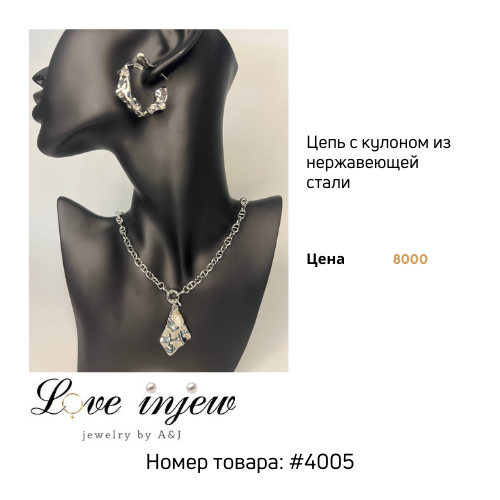 Цепь с кулоном из
нержавеющей
стали
Цена 8000
Love injew
jewelry by A&J
Номер товара: #4005